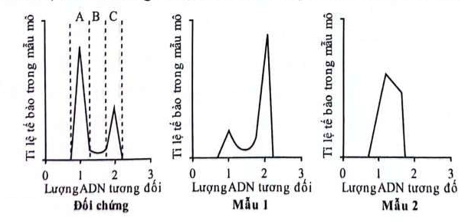 A B C
Tỉ lệ tế bào trong mẫu mô
0 1 2 3
Lượng ADN tương đối
Đối chứng
Tỉ lệ tế bào trong mẫu mô
0 1 2 3
Lượng ADN tương đối
Mẫu 1
Tỉ lệ tế bào trong mẫu mô
0 1 2 3
Lượng ADN tương đối
Mẫu 2